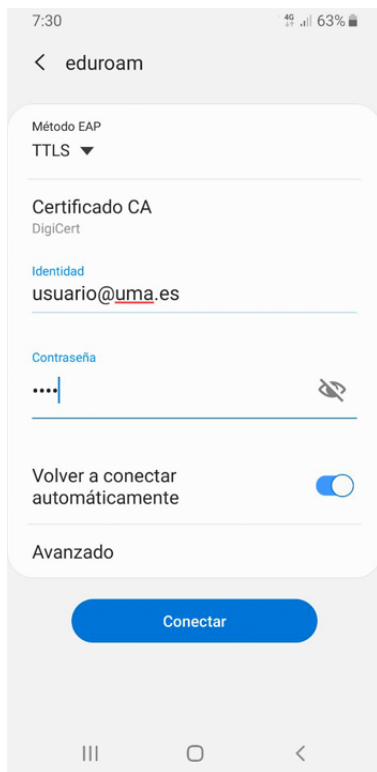 7:30 4G 63%
eduroam
Método EAP
TTLS
Certificado CA
DigiCert
Identidad
usuario@uma.es
Contraseña
••••
Volver a conectar
automáticamente
Avanzado
Conectar